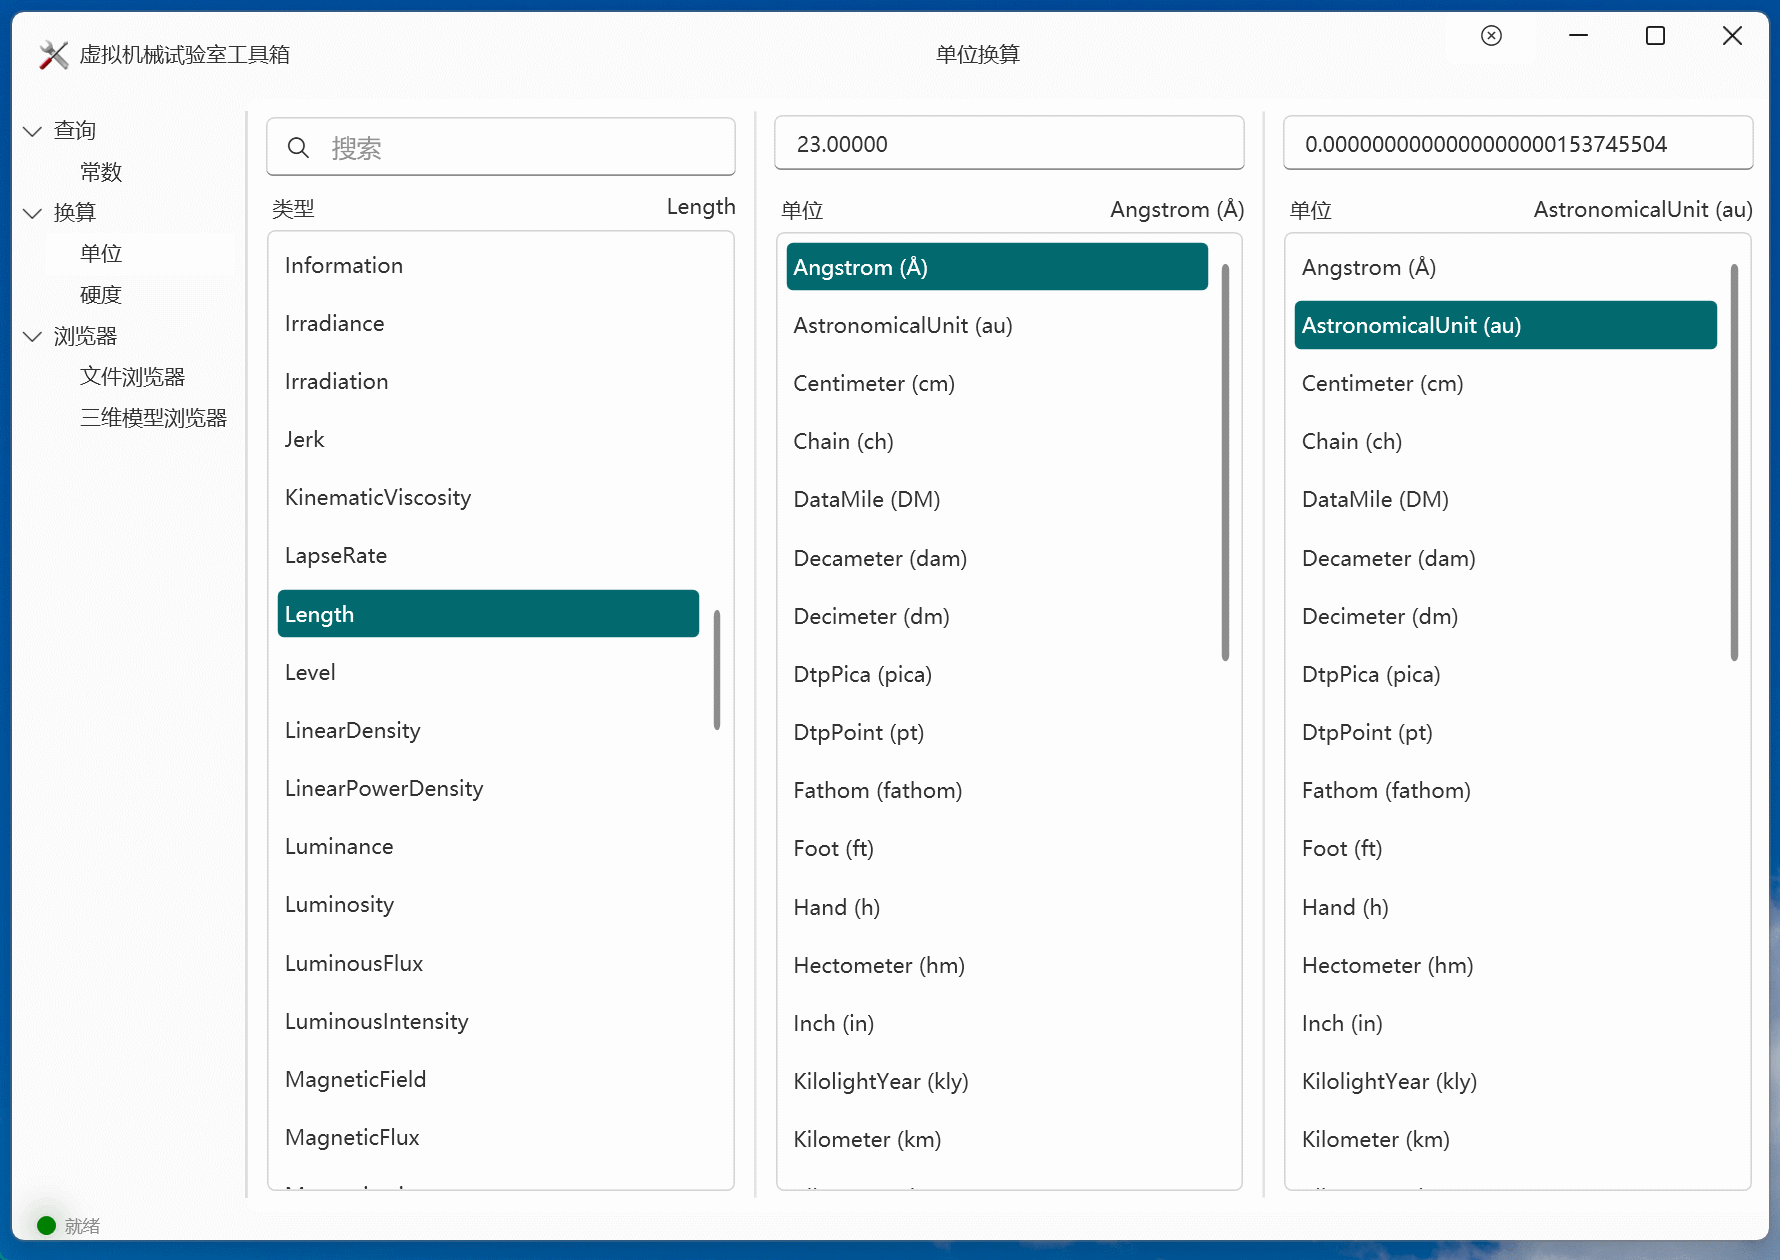 虚拟机械试验室工具箱
单位换算
查询
常数
换算
单位
硬度
浏览器
文件浏览器
三维模型浏览器
搜索
类型 Length
Information
Irradiance
Irradiation
Jerk
KinematicViscosity
LapseRate
Length
Level
LinearDensity
LinearPowerDensity
Luminance
Luminosity
LuminousFlux
LuminousIntensity
MagneticField
MagneticFlux
23.00000
单位 Angstrom (Å)
Angstrom (Å)
AstronomicalUnit (au)
Centimeter (cm)
Chain (ch)
DataMile (DM)
Decameter (dam)
Decimeter (dm)
DtpPica (pica)
DtpPoint (pt)
Fathom (fathom)
Foot (ft)
Hand (h)
Hectometer (hm)
Inch (in)
KilolightYear (kly)
Kilometer (km)
0.0000000000000000000153745504
单位 AstronomicalUnit (au)
Angstrom (Å)
AstronomicalUnit (au)
Centimeter (cm)
Chain (ch)
DataMile (DM)
Decameter (dam)
Decimeter (dm)
DtpPica (pica)
DtpPoint (pt)
Fathom (fathom)
Foot (ft)
Hand (h)
Hectometer (hm)
Inch (in)
KilolightYear (kly)
Kilometer (km)
就绪